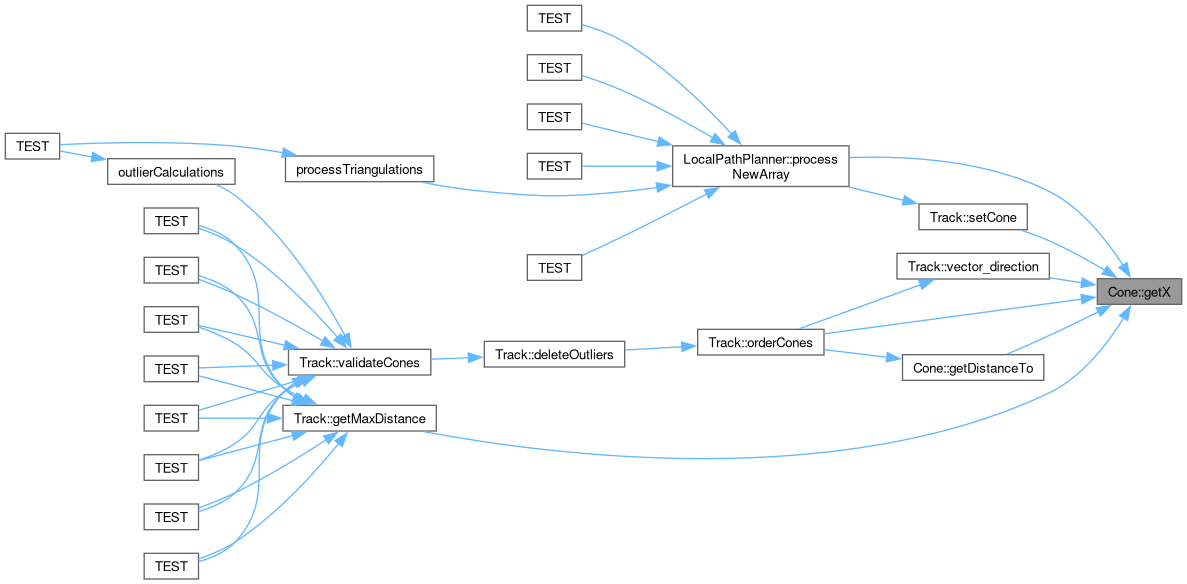 TEST
TEST
TEST
TEST
LocalPathPlanner::process
NewArray
processTriangulations
outlierCalculations
TEST
Track::setCone
TEST
Track::vector_direction
TEST
TEST
Cone::getX
TEST
Track::orderCones
Track::deleteOutliers
Track::validateCones
TEST
Cone::getDistanceTo
TEST
Track::getMaxDistance
TEST
TEST
TEST